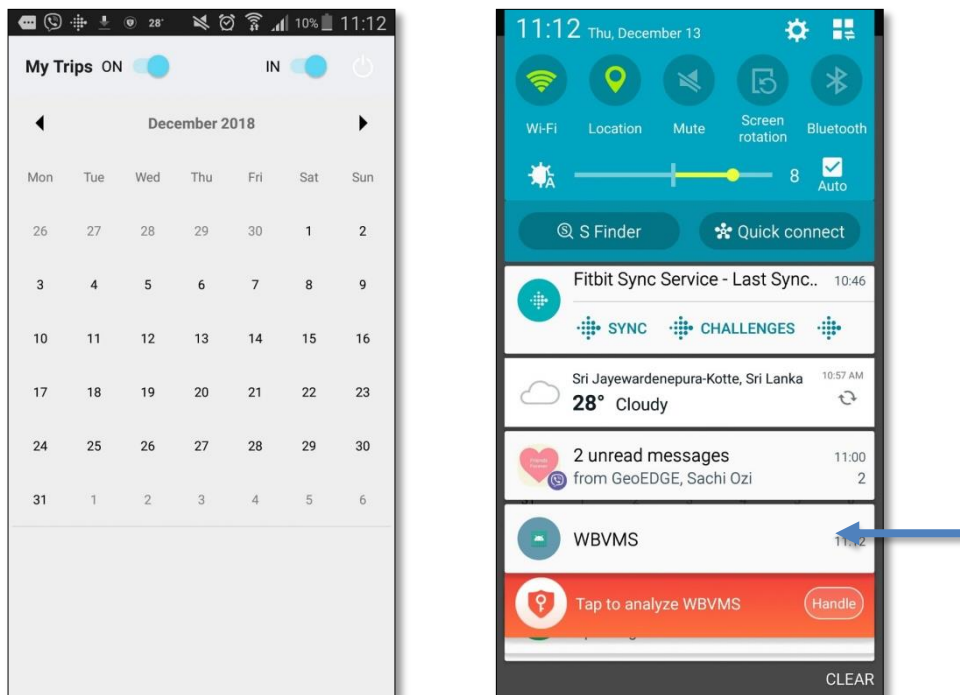 28° 10% 11:12
My Trips ON IN
December 2018
Mon Tue Wed Thu Fri Sat Sun
26 27 28 29 30 1 2
3 4 5 6 7 8 9
10 11 12 13 14 15 16
17 18 19 20 21 22 23
24 25 26 27 28 29 30
31 1 2 3 4 5 6
11:12 Thu, December 13
Wi-Fi Location Mute Screen rotation Bluetooth
A 8 Auto
S Finder Quick connect
Fitbit Sync Service - Last Sync.. 10:46
SYNC CHALLENGES
Sri Jayewardenepura-Kotte, Sri Lanka 10:57 AM
28° Cloudy
2 unread messages 11:00
from GeoEDGE, Sachi Ozi 2
WBVMS 11:12
Tap to analyze WBVMS Handle
CLEAR